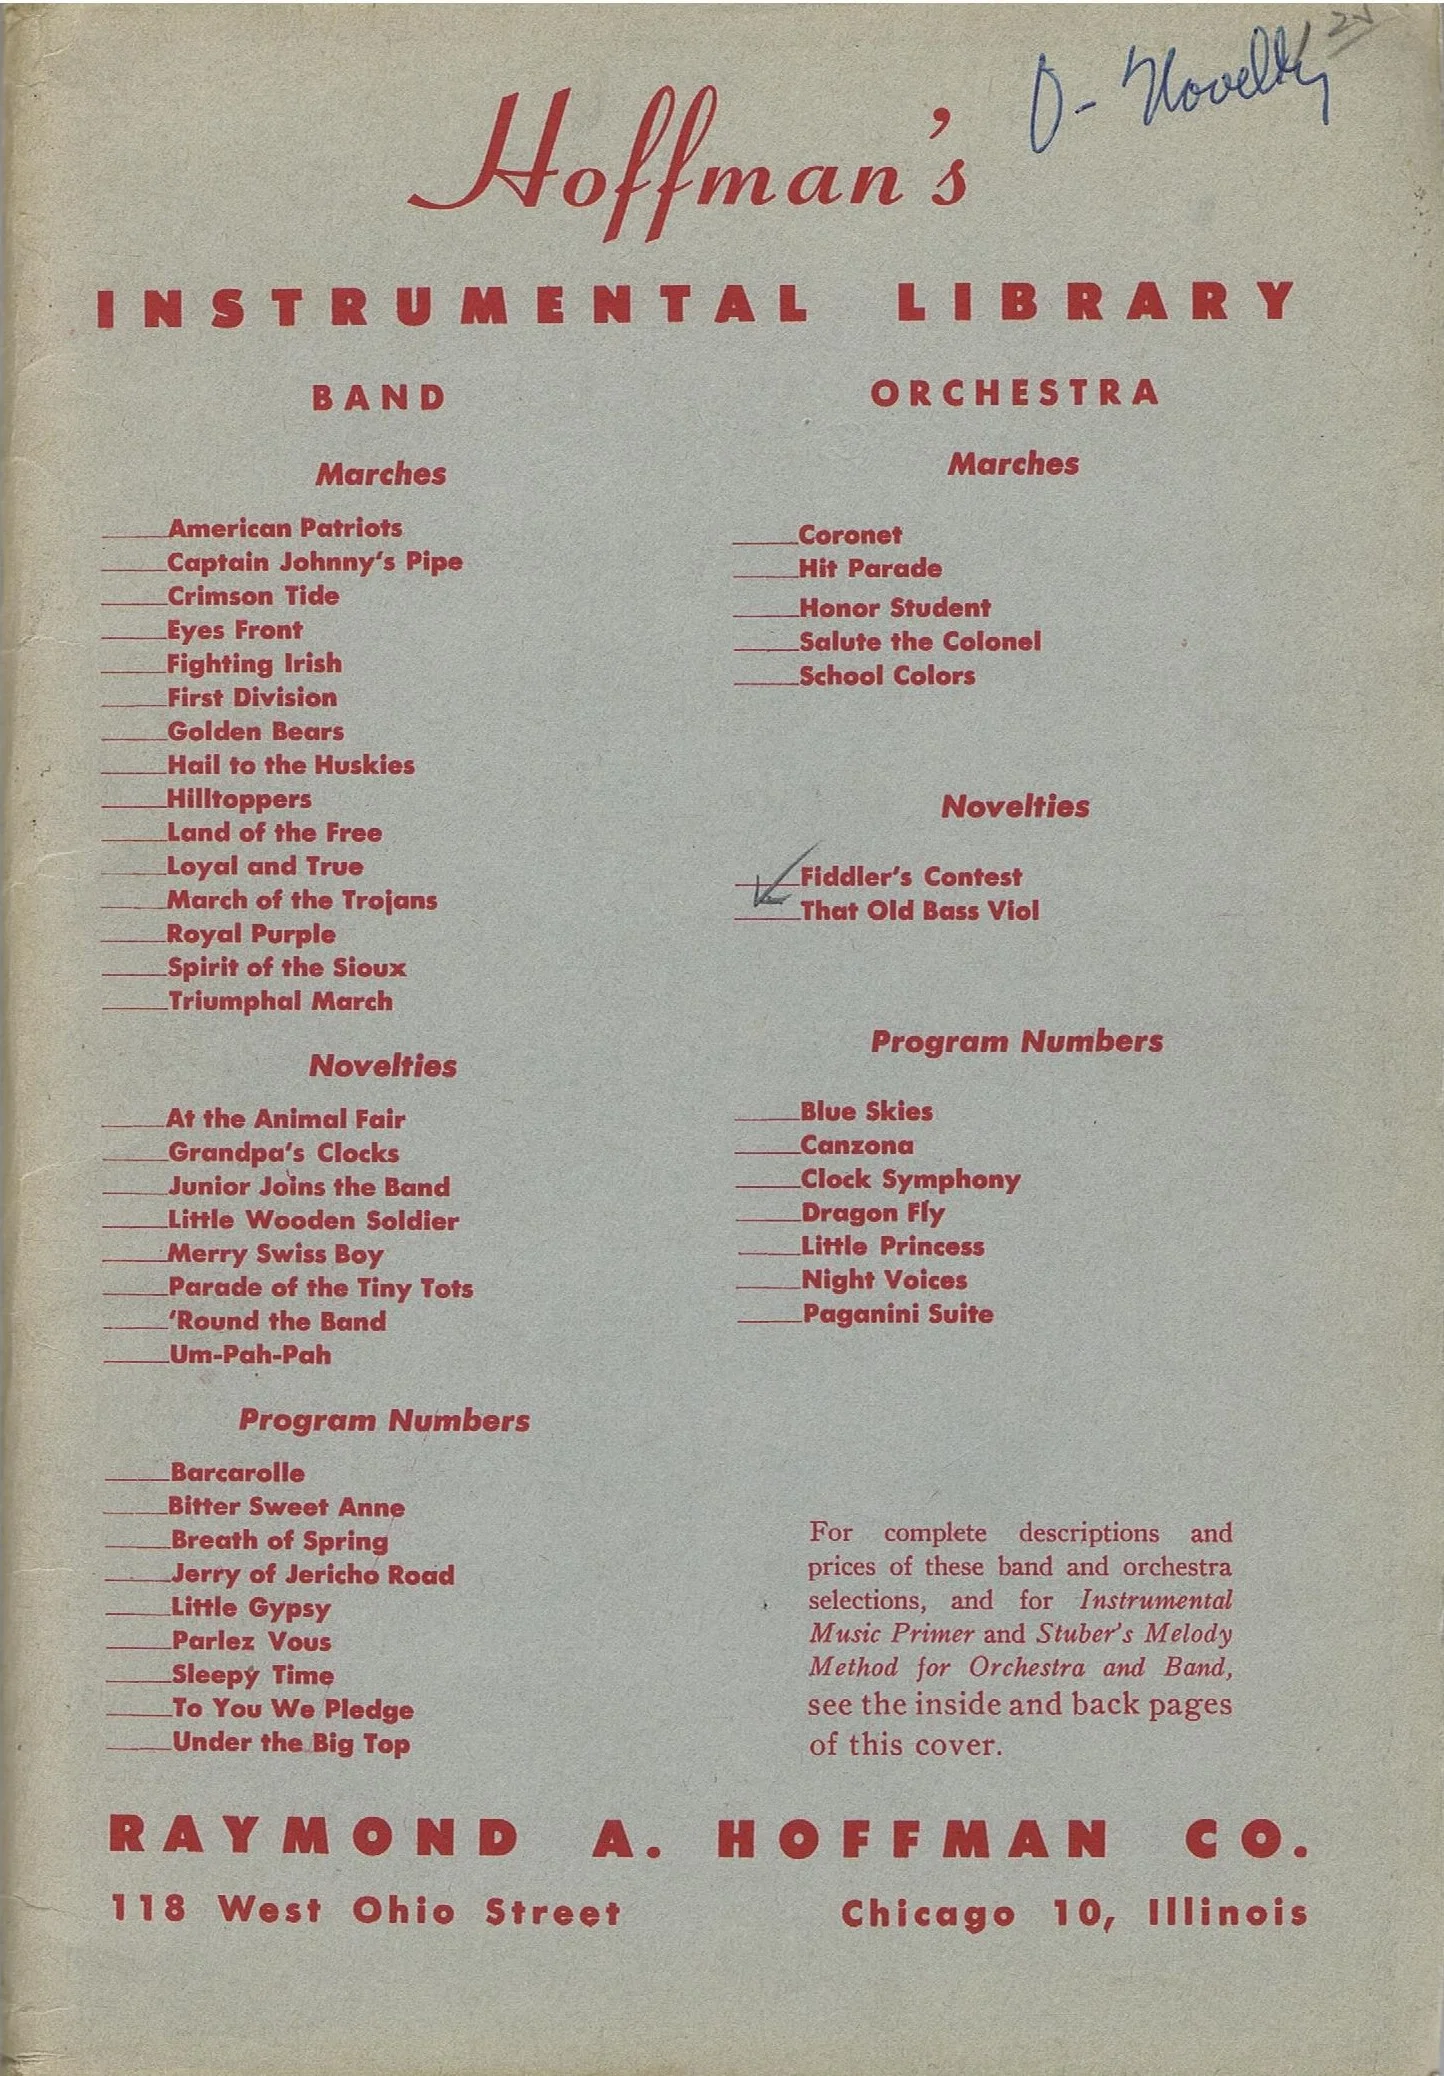 O - Novelty 25
Hoffman's
INSTRUMENTAL LIBRARY
BAND
Marches
American Patriots
Captain Johnny's Pipe
Crimson Tide
Eyes Front
Fighting Irish
First Division
Golden Bears
Hail to the Huskies
Hilltoppers
Land of the Free
Loyal and True
March of the Trojans
Royal Purple
Spirit of the Sioux
Triumphal March
Novelties
At the Animal Fair
Grandpa's Clocks
Junior Joins the Band
Little Wooden Soldier
Merry Swiss Boy
Parade of the Tiny Tots
'Round the Band
Um-Pah-Pah
Program Numbers
Barcarolle
Bitter Sweet Anne
Breath of Spring
Jerry of Jericho Road
Little Gypsy
Parlez Vous
Sleepy Time
To You We Pledge
Under the Big Top
ORCHESTRA
Marches
Coronet
Hit Parade
Honor Student
Salute the Colonel
School Colors
Novelties
Fiddler's Contest
That Old Bass Viol
Program Numbers
Blue Skies
Canzona
Clock Symphony
Dragon Fly
Little Princess
Night Voices
Paganini Suite
For complete descriptions and
prices of these band and orchestra
selections, and for Instrumental
Music Primer and Stuber's Melody
Method for Orchestra and Band,
see the inside and back pages
of this cover.
RAYMOND A. HOFFMAN CO.
118 West Ohio Street Chicago 10, Illinois